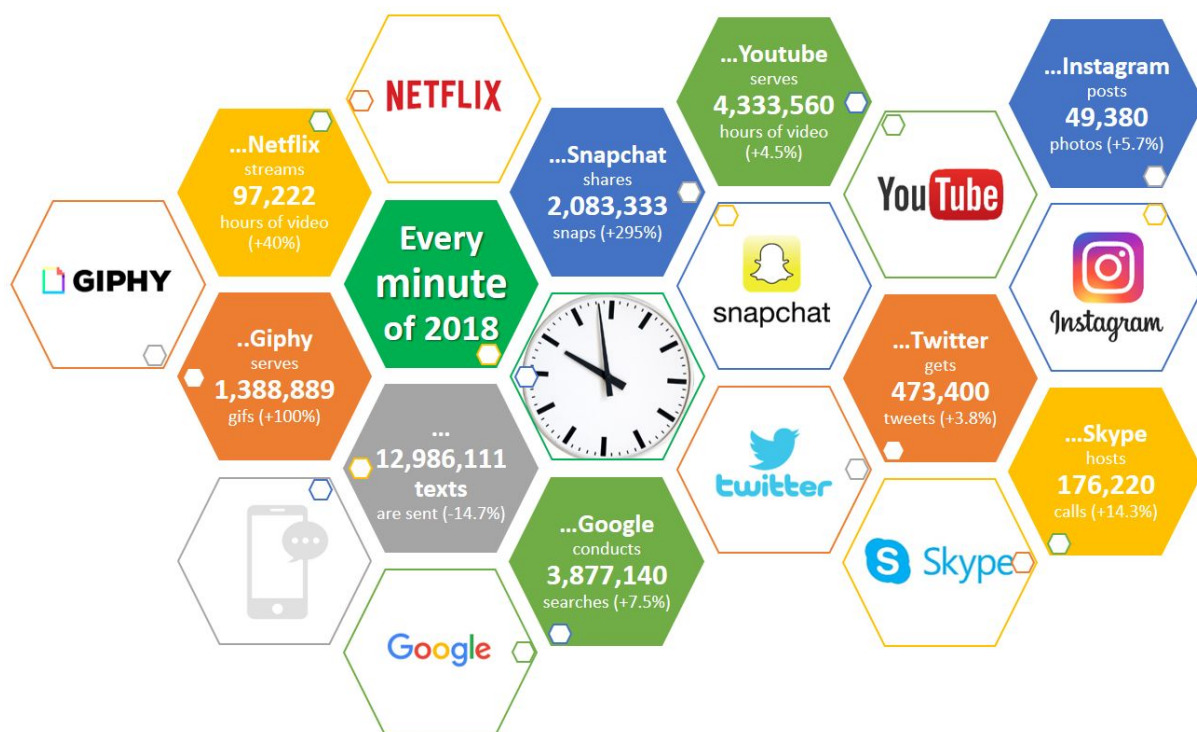 NETFLIX
...Netflix
streams
97,222
hours of video
(+40%)
GIPHY
..Giphy
serves
1,388,889
gifs (+100%)
Every
minute
of 2018
...
12,986,111
texts
are sent (-14.7%)
Google
...Google
conducts
3,877,140
searches (+7.5%)
...Snapchat
shares
2,083,333
snaps (+295%)
snapchat
...Youtube
serves
4,333,560
hours of video
(+4.5%)
YouTube
...Instagram
posts
49,380
photos (+5.7%)
Instagram
...Twitter
gets
473,400
tweets (+3.8%)
twitter
...Skype
hosts
176,220
calls (+14.3%)
S Skype